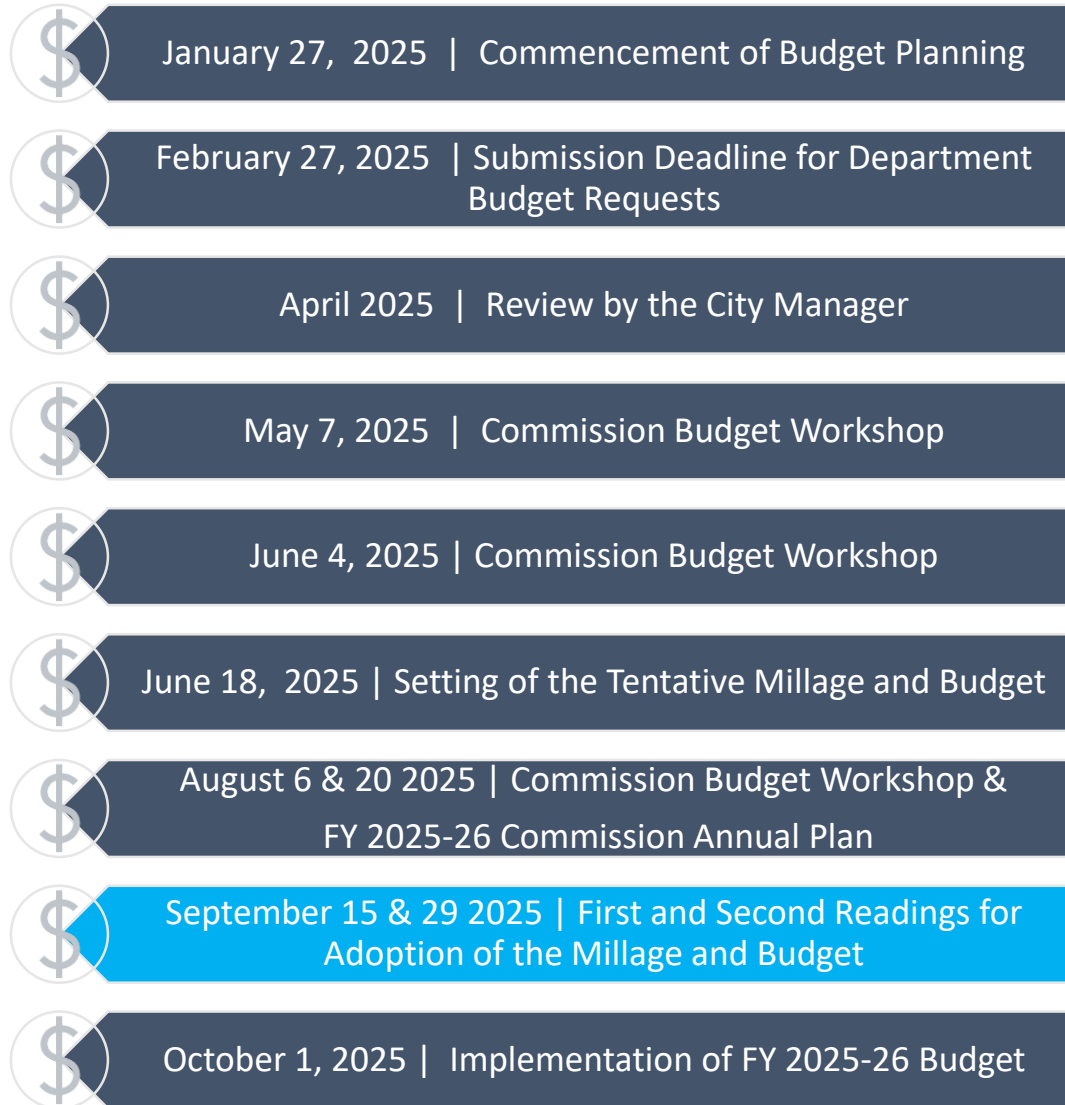 January 27, 2025 | Commencement of Budget Planning
February 27, 2025 | Submission Deadline for Department
Budget Requests
April 2025 | Review by the City Manager
May 7, 2025 | Commission Budget Workshop
June 4, 2025 | Commission Budget Workshop
June 18, 2025 | Setting of the Tentative Millage and Budget
August 6 & 20 2025 | Commission Budget Workshop &
FY 2025-26 Commission Annual Plan
September 15 & 29 2025 | First and Second Readings for
Adoption of the Millage and Budget
October 1, 2025 | Implementation of FY 2025-26 Budget